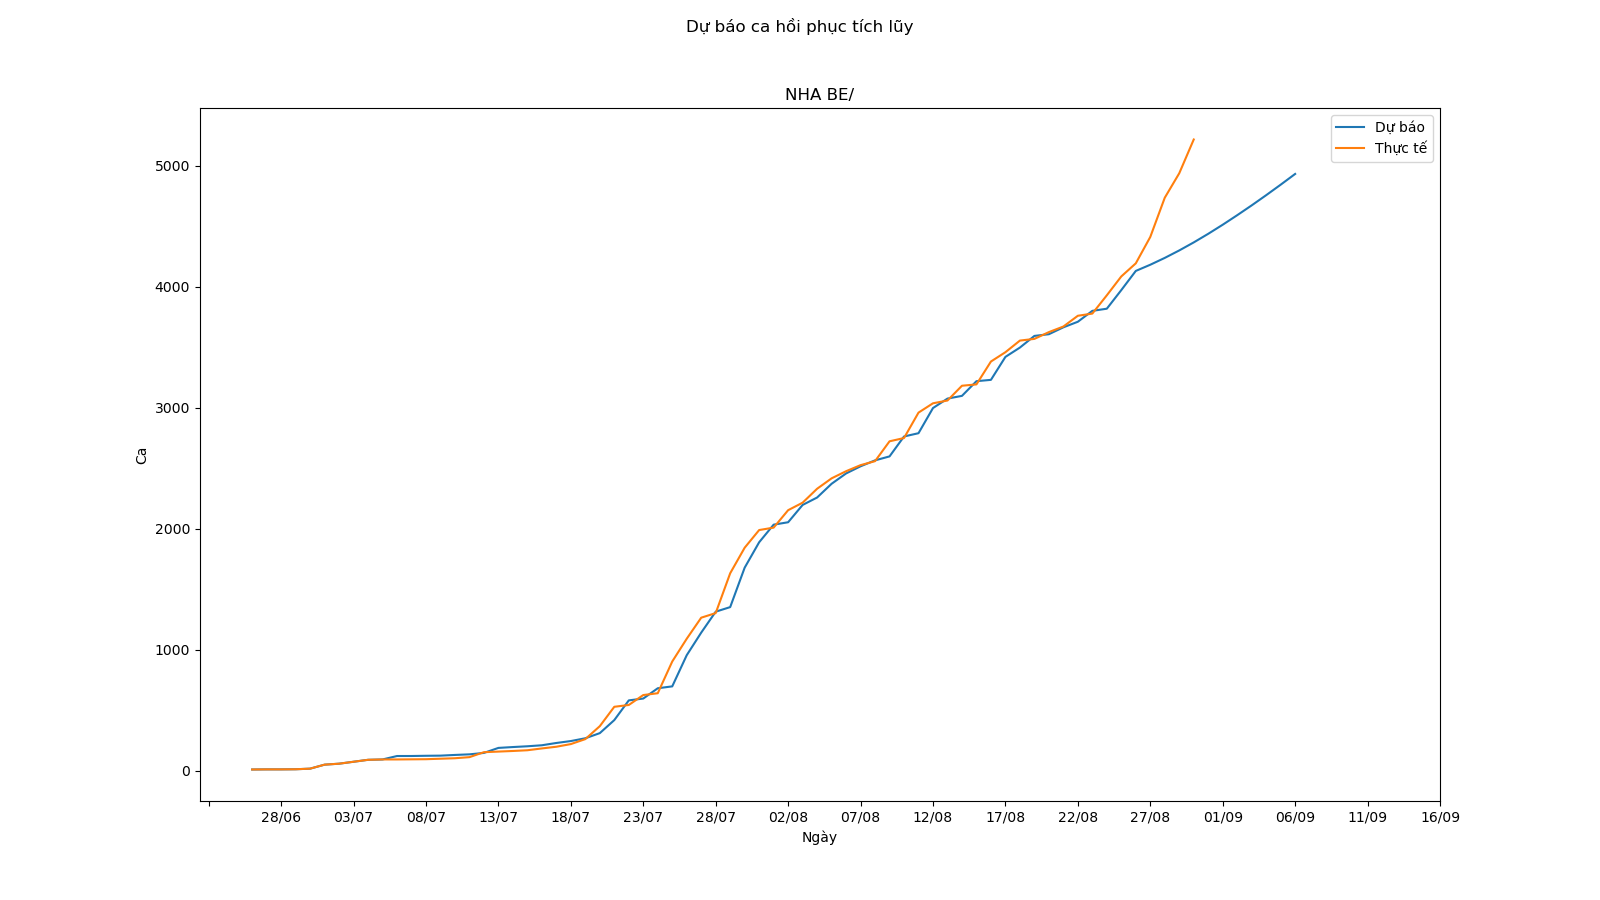 Dự báo ca hồi phục tích lũy
NHA BE/
Dự báo
Thực tế
5000
4000
3000
2000
1000
0
Ca
28/06 03/07 08/07 13/07 18/07 23/07 28/07 02/08 07/08 12/08 17/08 22/08 27/08 01/09 06/09 11/09 16/09
Ngày